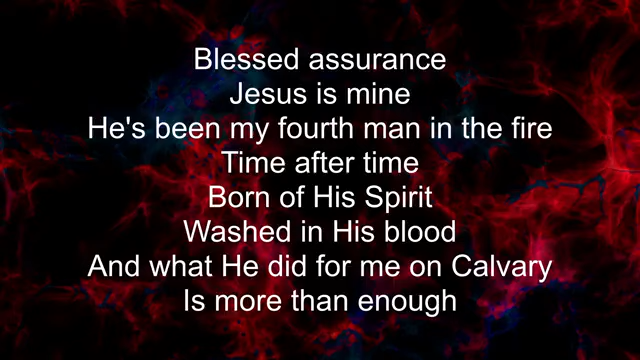 Blessed assurance
Jesus is mine
He's been my fourth man in the fire
Time after time
Born of His Spirit
Washed in His blood
And what He did for me on Calvary
Is more than enough